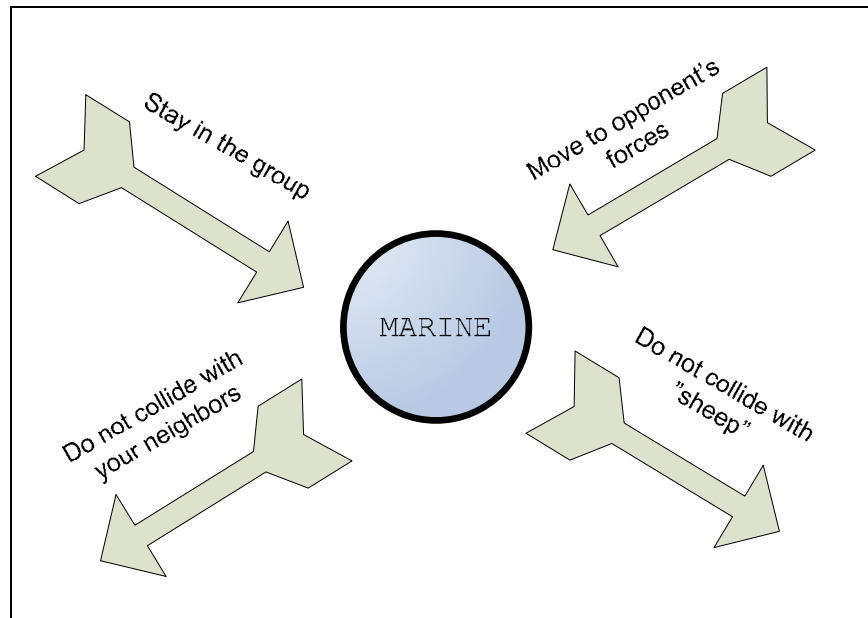 Stay in the group
Move to opponent's
forces
MARINE
Do not collide with
your neighbors
Do not collide with
”sheep”